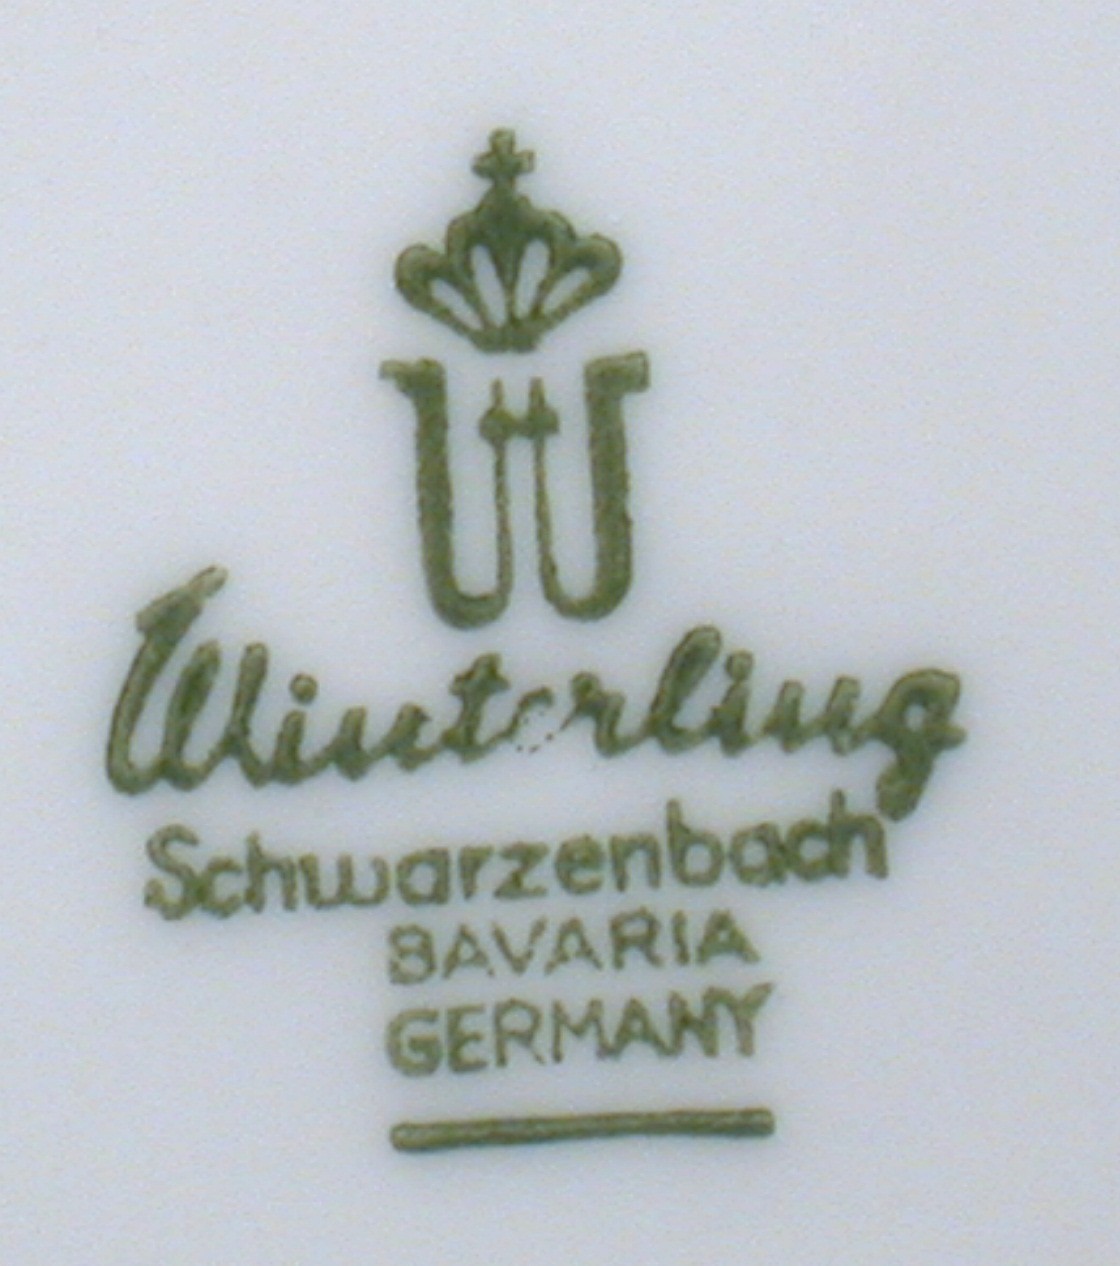 W
Winterling
Schwarzenbach
BAVARIA
GERMANY